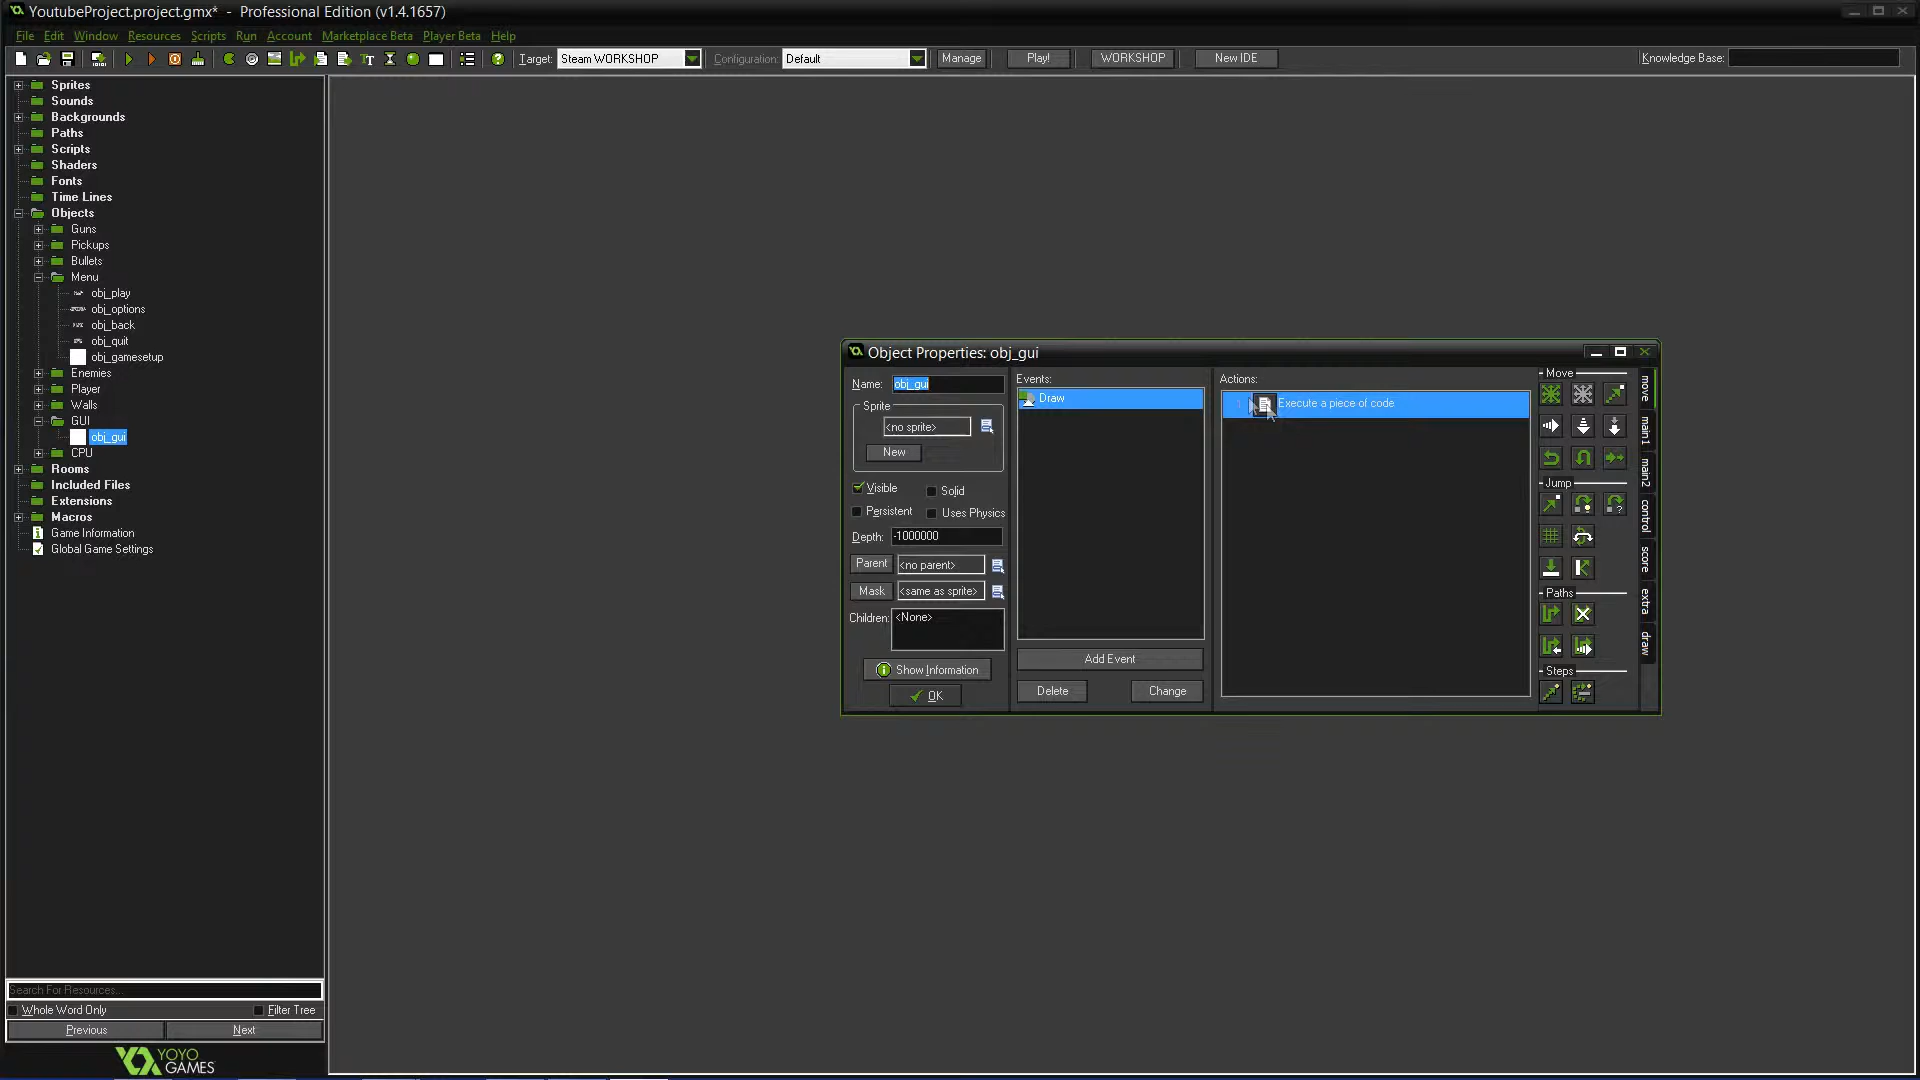 YoutubeProject.project.gmx* - Professional Edition (v1.4.1657)
File Edit Window Resources Scripts Run Account Marketplace Beta Player Beta Help
Target: Steam WORKSHOP Configuration: Default Manage Play! WORKSHOP New IDE Knowledge Base:
Sprites
Sounds
Backgrounds
Paths
Scripts
Shaders
Fonts
Time Lines
Objects
Guns
Pickups
Bullets
Menu
obj_play
obj_options
obj_back
obj_quit
obj_gamesetup
Enemies
Player
Walls
GUI
obj_gui
CPU
Rooms
Included Files
Extensions
Macros
Game Information
Global Game Settings
Search For Resources...
Whole Word Only Filter Tree
Previous Next
YOYO
GAMES
Object Properties: obj_gui
Name: obj_gui
Sprite
<no sprite>
New
Visible Solid
Persistent Uses Physics
Depth: -1000000
Parent <no parent>
Mask <same as sprite>
Children: <None>
Show Information
OK
Events:
Draw
Add Event
Delete Change
Actions:
1 Execute a piece of code
Move
Jump
Paths
Steps
move
main1
main2
control
score
extra
draw